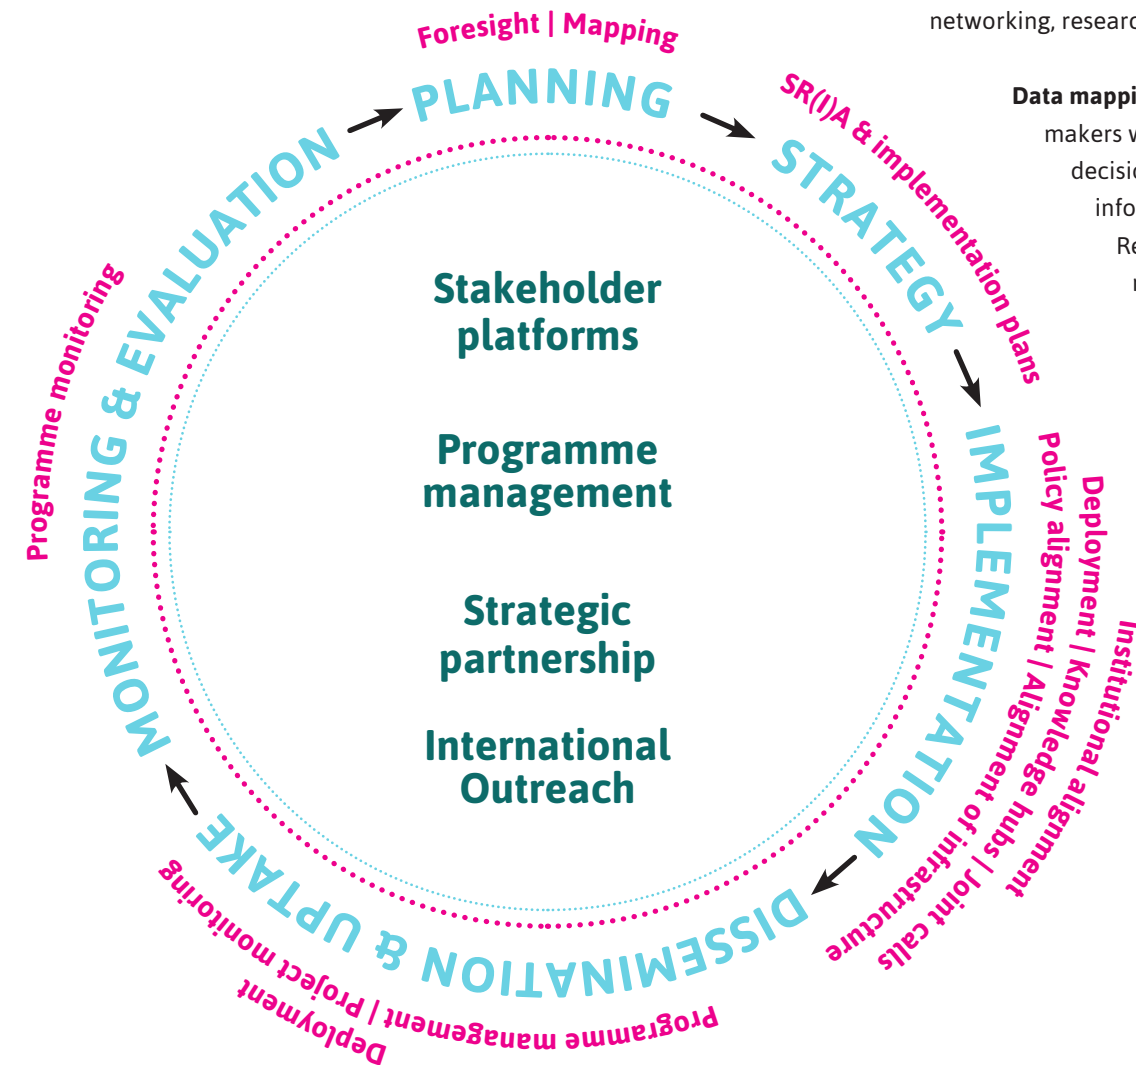 networking, researc
Data mappi
makers w
decisio
info
Re
Foresight | Mapping
PLANNING
SR(I)A & implementation plans
STRATEGY
IMPLEMENTATION
Policy alignment | Alignment of infrastructure
Deployment | Knowledge hubs | Joint calls
Institutional alignment
DISSEMINATION & UPTAKE
Programme management | Project monitoring
Deployment
MONITORING & EVALUATION
Programme monitoring
Stakeholder
platforms
Programme
management
Strategic
partnership
International
Outreach